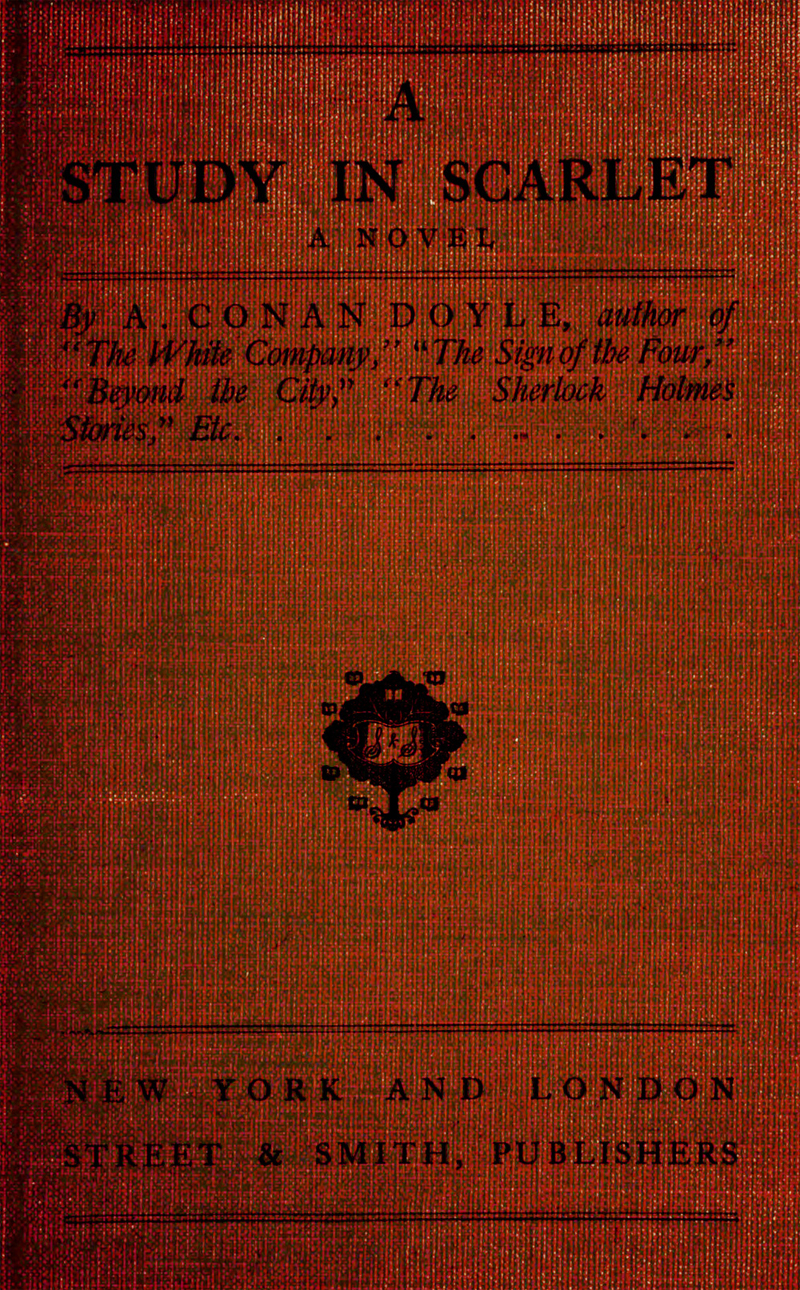 A
STUDY IN SCARLET
A NOVEL
By A. CONAN DOYLE, author of
“The White Company,” “The Sign of the Four,”
“Beyond the City,” “The Sherlock Holmes
Stories,” Etc. . . . . . . . . . . .
NEW YORK AND LONDON
STREET & SMITH, PUBLISHERS